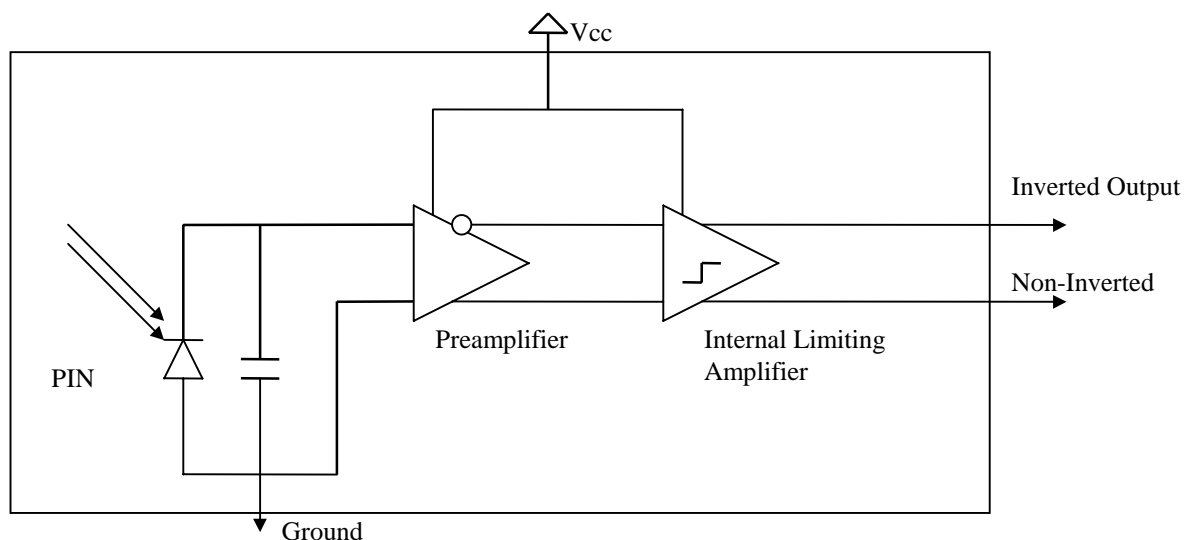 Vcc
Inverted Output
Non-Inverted
Preamplifier
Internal Limiting
Amplifier
PIN
Ground